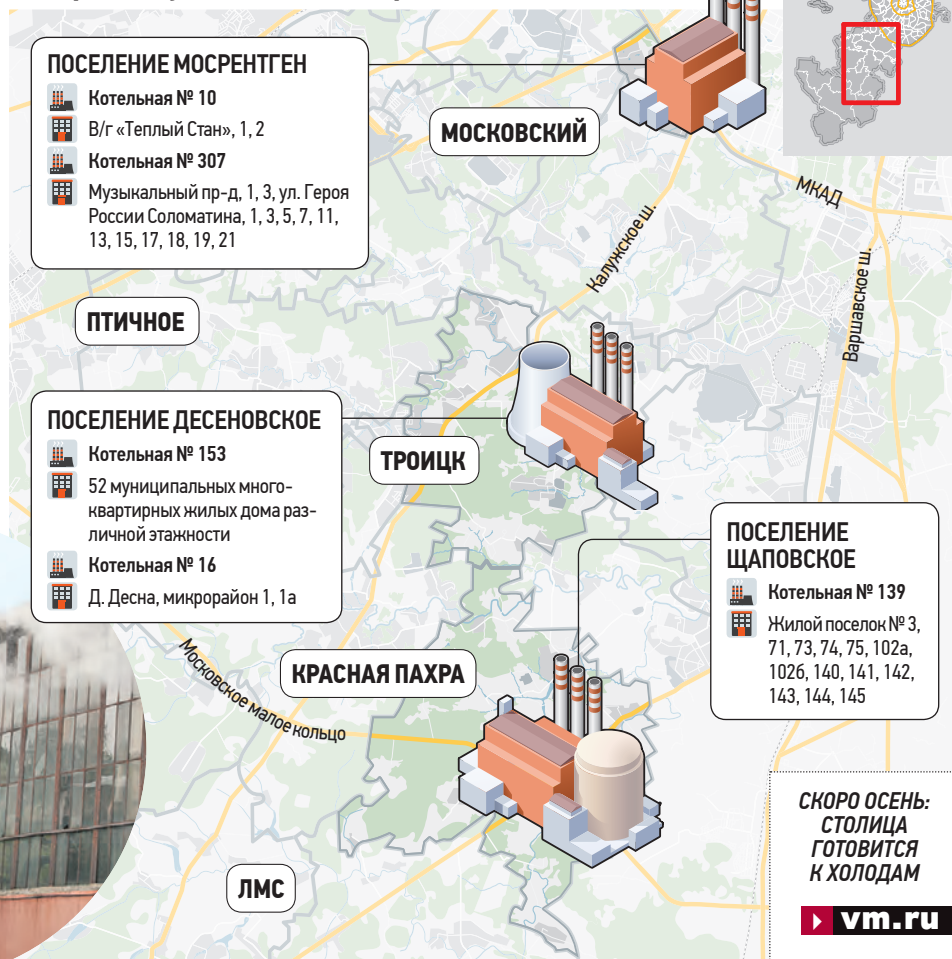 ПОСЕЛЕНИЕ МОСРЕНТГЕН
Котельная № 10
В/г «Теплый Стан», 1, 2
Котельная № 307
Музыкальный пр-д, 1, 3, ул. Героя
России Соломатина, 1, 3, 5, 7, 11,
13, 15, 17, 18, 19, 21
МОСКОВСКИЙ
МКАД
Калужское ш.
Варшавское ш.
ПТИЧНОЕ
ПОСЕЛЕНИЕ ДЕСЕНОВСКОЕ
Котельная № 153
52 муниципальных много-
квартирных жилых дома раз-
личной этажности
Котельная № 16
Д. Десна, микрорайон 1, 1а
ТРОИЦК
ПОСЕЛЕНИЕ
ЩАПОВСКОЕ
Котельная № 139
Жилой поселок № 3,
71, 73, 74, 75, 102а,
102б, 140, 141, 142,
143, 144, 145
КРАСНАЯ ПАХРА
Московское малое кольцо
ЛМС
СКОРО ОСЕНЬ:
СТОЛИЦА
ГОТОВИТСЯ
К ХОЛОДАМ
vm.ru